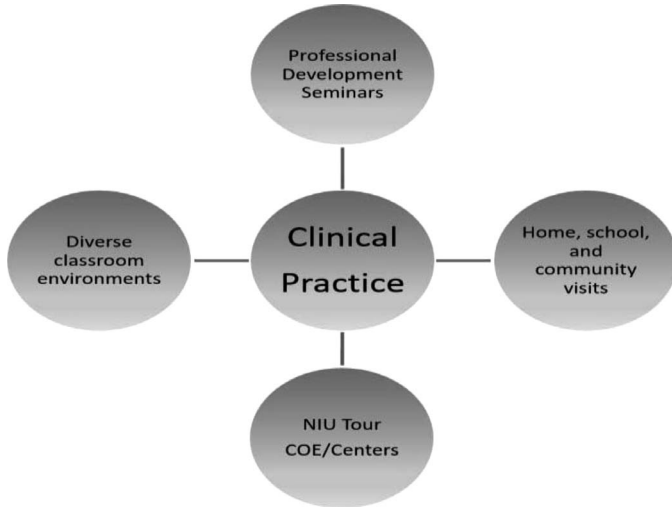 Professional
Development
Seminars
Diverse
classroom
environments
Clinical
Practice
Home, school,
and
community
visits
NIU Tour
COE/Centers